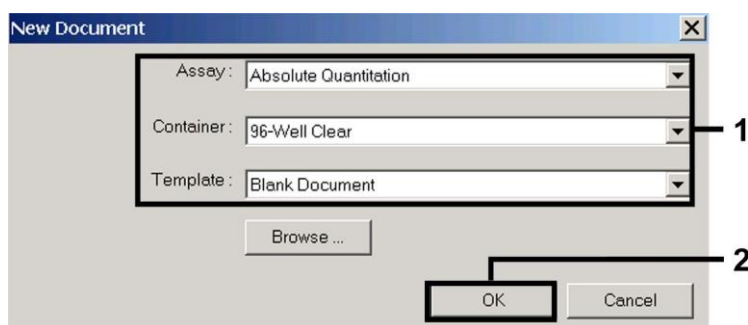 New Document
Assay : Absolute Quantitation
1
Container : 96-Well Clear
Template : Blank Document
Browse ...
2
OK Cancel